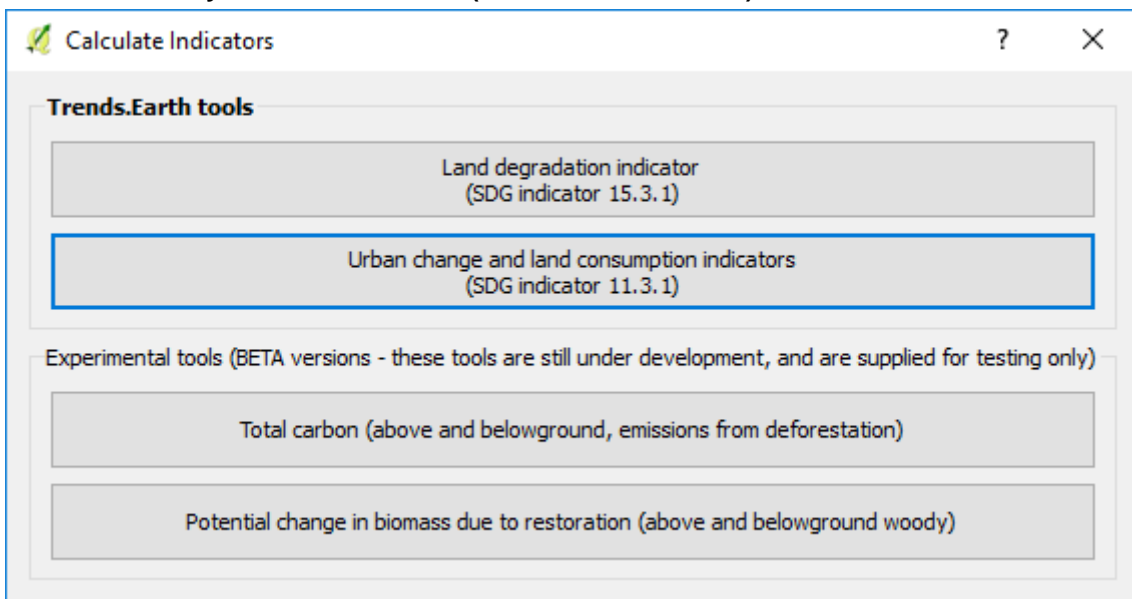 Calculate Indicators
Trends.Earth tools
Land degradation indicator
(SDG indicator 15.3.1)
Urban change and land consumption indicators
(SDG indicator 11.3.1)
Experimental tools (BETA versions - these tools are still under development, and are supplied for testing only)
Total carbon (above and belowground, emissions from deforestation)
Potential change in biomass due to restoration (above and belowground woody)